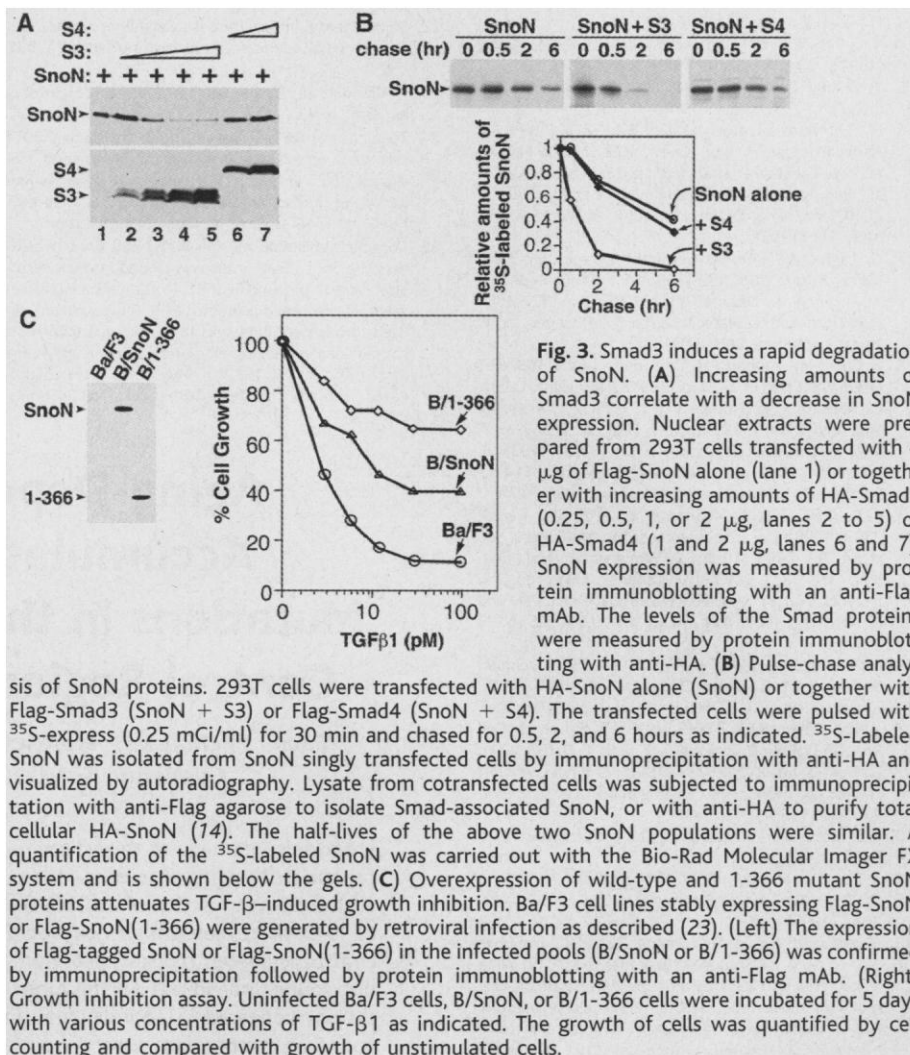 A
S4:
S3:
SnoN: + + + + + + +
SnoN
S4
S3
1 2 3 4 5 6 7
B
SnoN SnoN + S3 SnoN + S4
chase (hr) 0 0.5 2 6 0 0.5 2 6 0 0.5 2 6
SnoN
Relative amounts of
³⁵S-labeled SnoN
1
0.8
0.6
0.4
0.2
0
0 2 4 6 8
Chase (hr)
SnoN alone
+ S4
+ S3
C
Ba/F3
B/SnoN
B/1-366
SnoN
1-366
% Cell Growth
100
80
60
40
20
0
0 10 100
TGFβ1 (pM)
B/1-366
B/SnoN
Ba/F3
Fig. 3. Smad3 induces a rapid degradation
of SnoN. (A) Increasing amounts
Smad3 correlate with a decrease in SnoN
expression. Nuclear extracts were pre-
pared from 293T cells transfected with
μg of Flag-SnoN alone (lane 1) or togeth-
er with increasing amounts of HA-Smad
(0.25, 0.5, 1, or 2 μg, lanes 2 to 5)
HA-Smad4 (1 and 2 μg, lanes 6 and 7
SnoN expression was measured by pro-
tein immunoblotting with an anti-Fla
mAb. The levels of the Smad protein
were measured by protein immunoblot-
ting with anti-HA. (B) Pulse-chase analy-
sis of SnoN proteins. 293T cells were transfected with HA-SnoN alone (SnoN) or together wit
Flag-Smad3 (SnoN + S3) or Flag-Smad4 (SnoN + S4). The transfected cells were pulsed wit
³⁵S-express (0.25 mCi/ml) for 30 min and chased for 0.5, 2, and 6 hours as indicated. ³⁵S-Labele
SnoN was isolated from SnoN singly transfected cells by immunoprecipitation with anti-HA an
visualized by autoradiography. Lysate from cotransfected cells was subjected to immunoprecipi-
tation with anti-Flag agarose to isolate Smad-associated SnoN, or with anti-HA to purify tota
cellular HA-SnoN (14). The half-lives of the above two SnoN populations were similar.
quantification of the ³⁵S-labeled SnoN was carried out with the Bio-Rad Molecular Imager FX
system and is shown below the gels. (C) Overexpression of wild-type and 1-366 mutant SnoN
proteins attenuates TGF-β–induced growth inhibition. Ba/F3 cell lines stably expressing Flag-SnoN
or Flag-SnoN(1-366) were generated by retroviral infection as described (23). (Left) The expression
of Flag-tagged SnoN or Flag-SnoN(1-366) in the infected pools (B/SnoN or B/1-366) was confirme
by immunoprecipitation followed by protein immunoblotting with an anti-Flag mAb. (Right
Growth inhibition assay. Uninfected Ba/F3 cells, B/SnoN, or B/1-366 cells were incubated for 5 day
with various concentrations of TGF-β1 as indicated. The growth of cells was quantified by ce
counting and compared with growth of unstimulated cells.